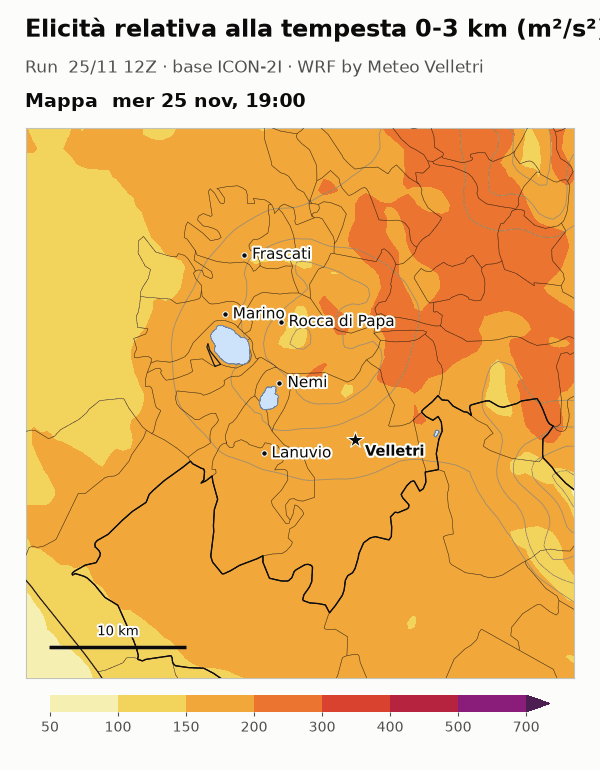 Elicità relativa alla tempesta 0-3 km (m²/s²)
Run 25/11 12Z · base ICON-2I · WRF by Meteo Velletri
Mappa mer 25 nov, 19:00
Frascati
Marino
Rocca di Papa
Nemi
Velletri
Lanuvio
10 km
50 100 150 200 300 400 500 700